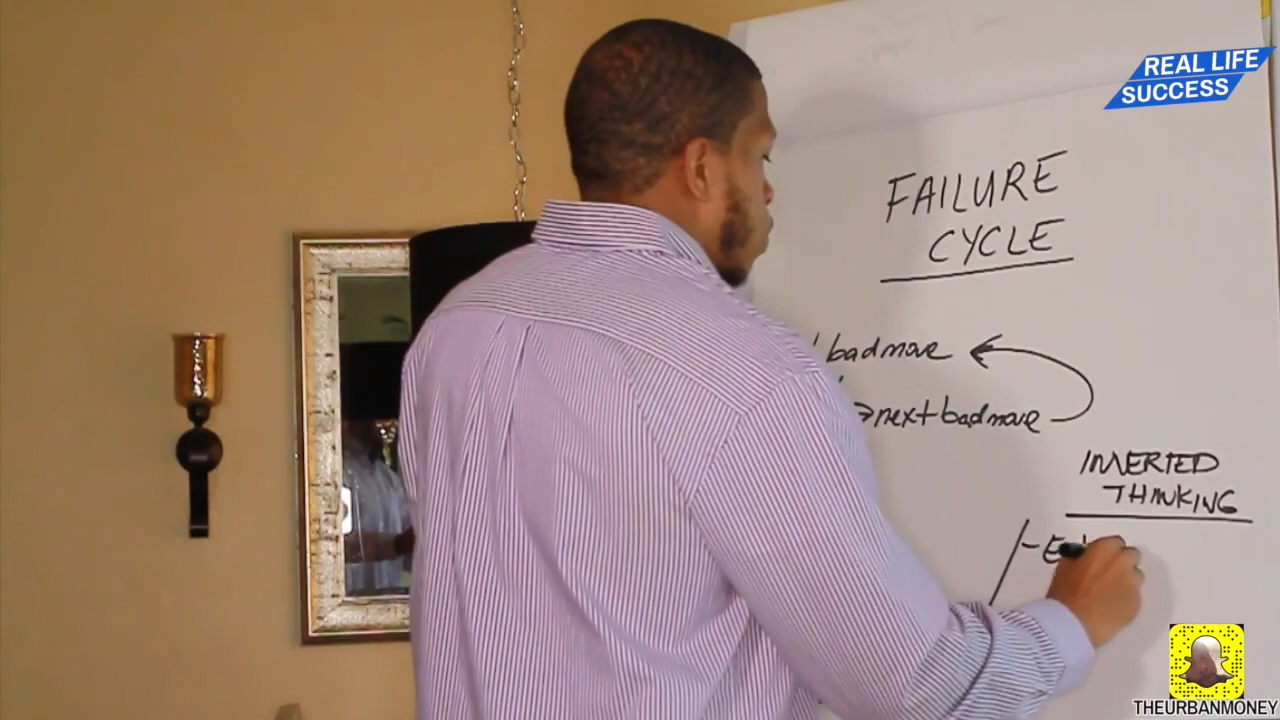 REAL LIFE
SUCCESS
FAILURE
CYCLE
bad move
next bad move
INVERTED
THINKING
THEURBANMONEY